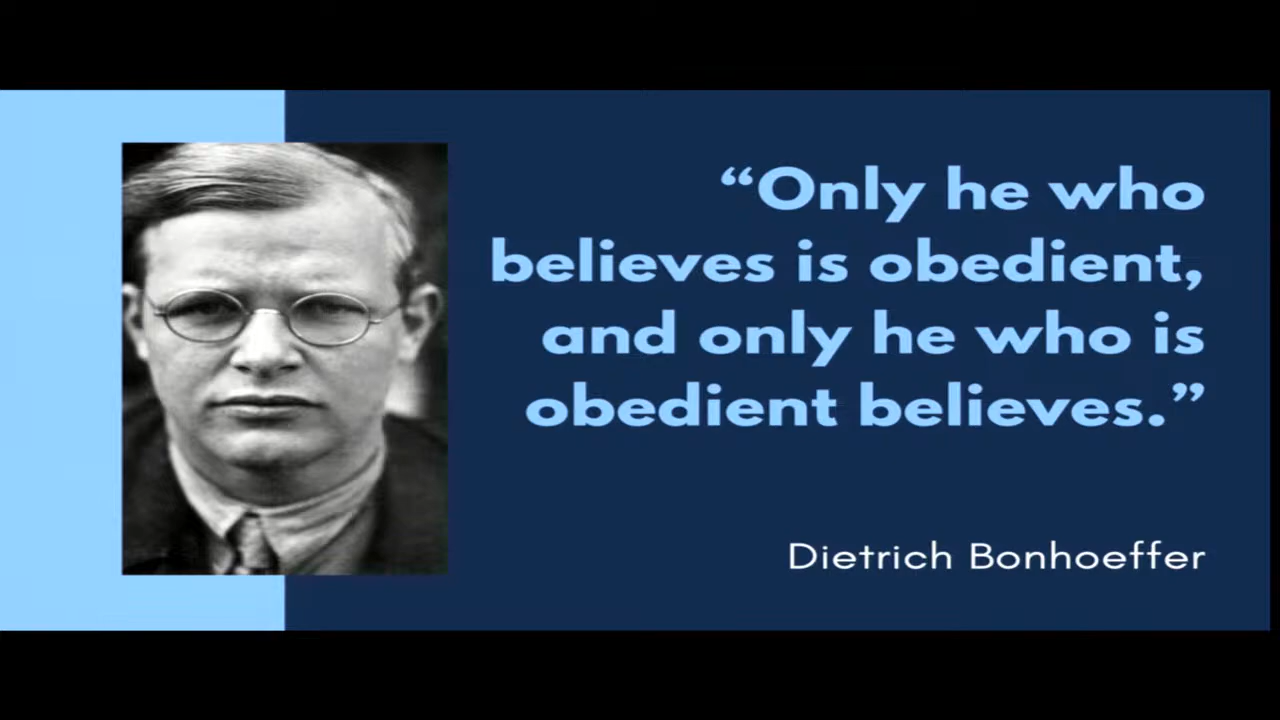 “Only he who
believes is obedient,
and only he who is
obedient believes.”
Dietrich Bonhoeffer